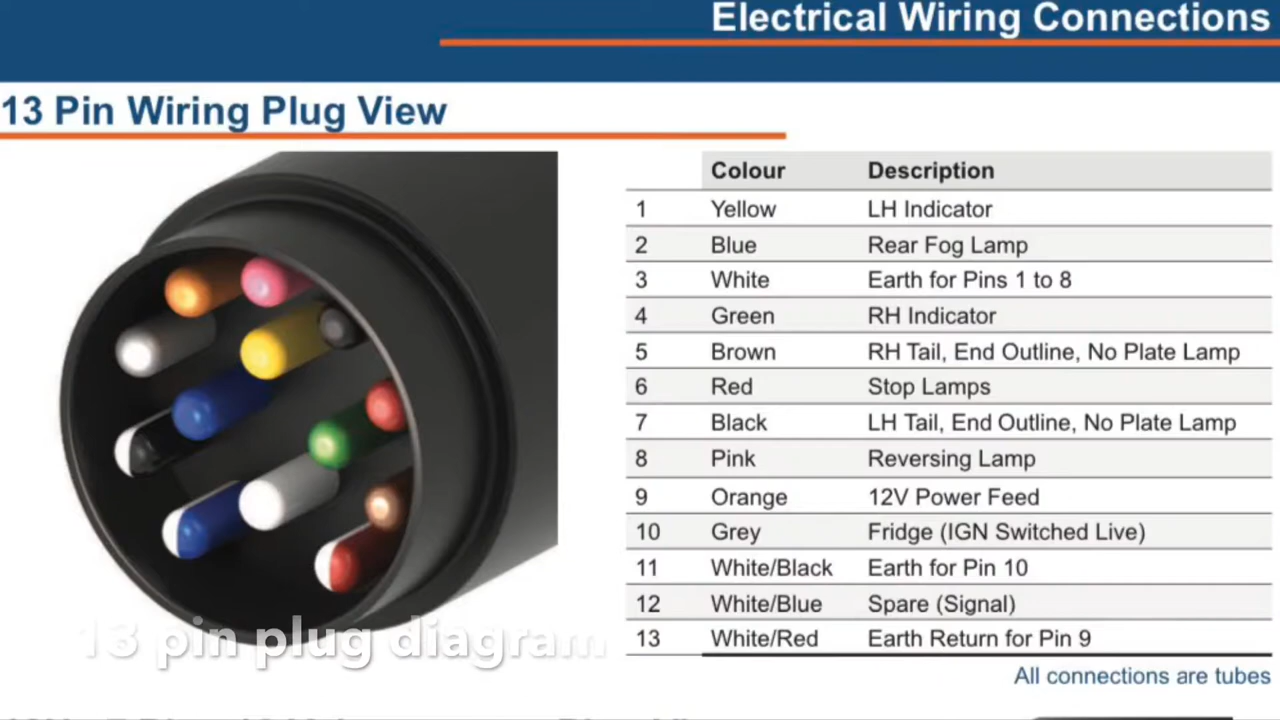 Electrical Wiring Connections
13 Pin Wiring Plug View
Colour Description
1 Yellow LH Indicator
2 Blue Rear Fog Lamp
3 White Earth for Pins 1 to 8
4 Green RH Indicator
5 Brown RH Tail, End Outline, No Plate Lamp
6 Red Stop Lamps
7 Black LH Tail, End Outline, No Plate Lamp
8 Pink Reversing Lamp
9 Orange 12V Power Feed
10 Grey Fridge (IGN Switched Live)
11 White/Black Earth for Pin 10
12 White/Blue Spare (Signal)
13 White/Red Earth Return for Pin 9
13 pin plug diagram
All connections are tubes